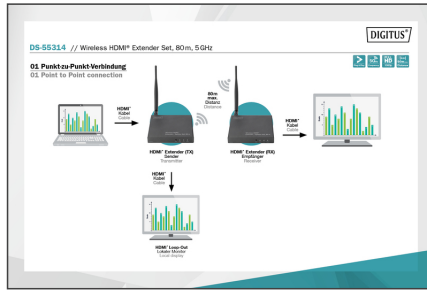 DIGITUS®
DS-55314 // Wireless HDMI® Extender Set, 80m, 5GHz
01 Punkt-zu-Punkt-Verbindung
01 Point to Point connection
80m
max.
Distanz
Distance
HDMI®
Kabel
Cable
HDMI®
Kabel
Cable
HDMI® Extender (TX)
Sender
Transmitter
HDMI® Extender (RX)
Empfänger
Receiver
HDMI®
Kabel
Cable
HDMI® Loop-Out
Lokaler Monitor
Local display